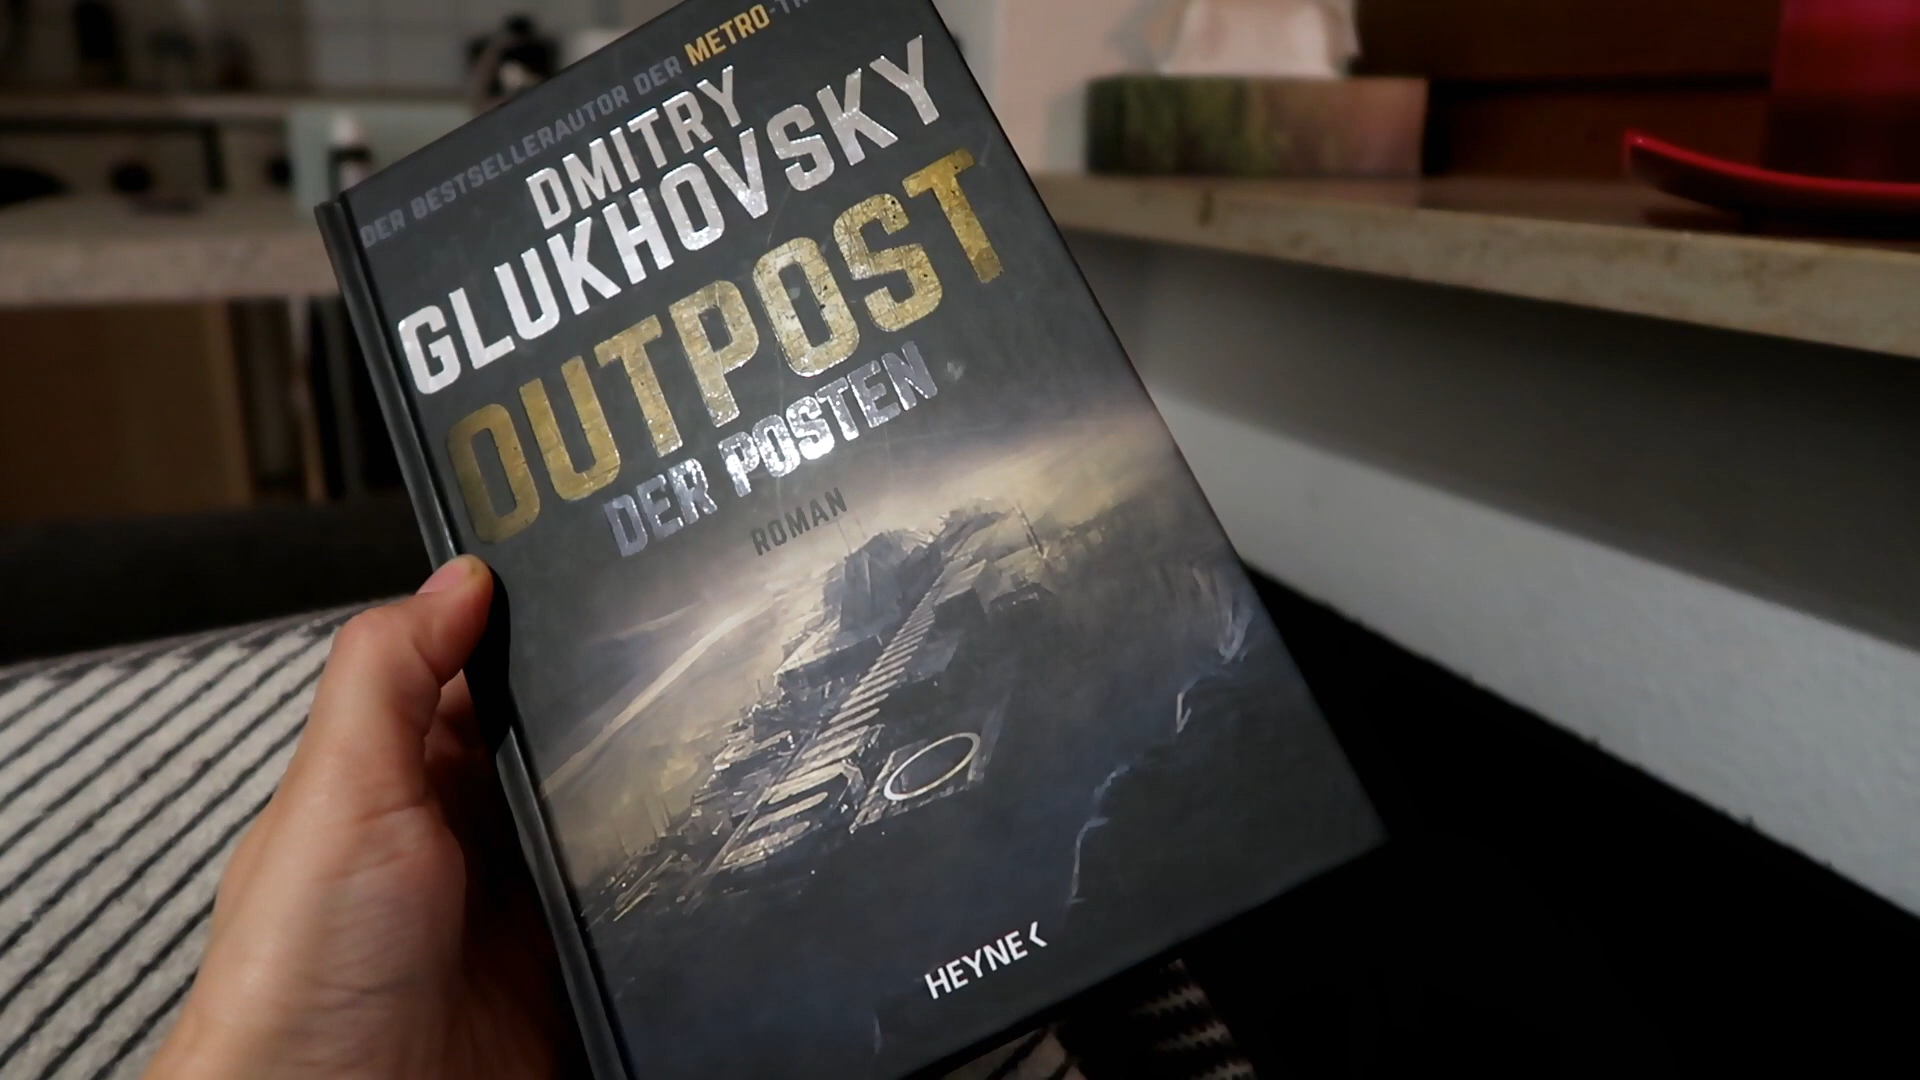 DER BESTSELLERAUTOR DER METRO-
DMITRY
GLUKHOVSKY
OUTPOST
DER POSTEN
ROMAN
HEYNE